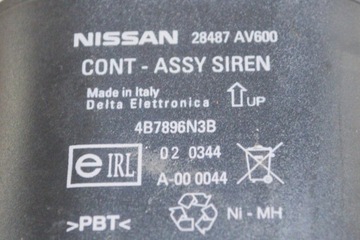 NISSAN 28487 AV600
CONT - ASSY SIREN
Made in Italy
Delta Elettronica
UP
4B7896N3B
e IRL
02 0344
A-00 0044
>PBT<
Ni - MH